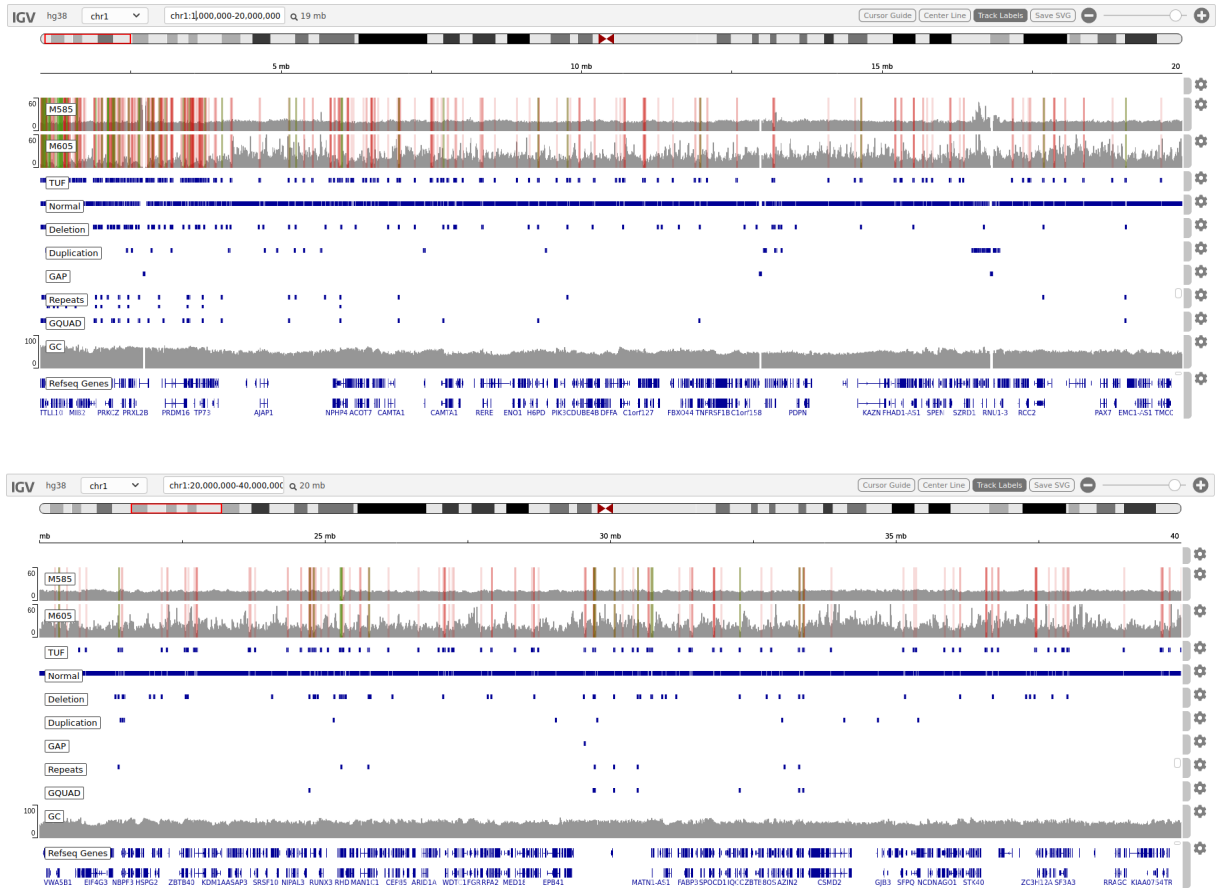 IGV hg38 chr1 chr1:1,000,000-20,000,000 19 mb Cursor Guide Center Line Track Labels Save SVG
5 mb 10 mb 15 mb 20
60 M585
0
60 M605
0
TUF
Normal
Deletion
Duplication
GAP
Repeats
GQUAD
100 GC
0
Refseq Genes
TTLL10 MIB2 PRKCZ PRXL2B PRDM16 TP73 AJAP1 NPHP4 ACOT7 CAMTA1 CAMTA1 RERE ENO1 H6PD PIK3CD UBE4B DFFA C1orf127 FBXO44 TNFRSF1B C1orf158 PDPN KAZN FHAD1-AS1 SPEN SZRD1 RNU1-3 RCC2 PAX7 EMC1-AS1 TMCO
IGV hg38 chr1 chr1:20,000,000-40,000,000 20 mb Cursor Guide Center Line Track Labels Save SVG
mb 25 mb 30 mb 35 mb 40
60 M585
0
60 M605
0
TUF
Normal
Deletion
Duplication
GAP
Repeats
GQUAD
100 GC
0
Refseq Genes
VWA5B1 EIF4G3 NBPF3 HSPG2 ZBTB40 KDM1A ASAP3 SRSF10 NIPAL3 RUNX3 RHD MAN1C1 CEP85 ARID1A WDTC1 FGR RPA2 MED18 EPB41 MATN1-AS1 FABP3 SPOCD1 ZBTB8OS AZIN2 CSMD2 GJB3 SFPQ NCDN AGO1 STK40 ZC3H12A SF3A3 RRAGC KIAA0754